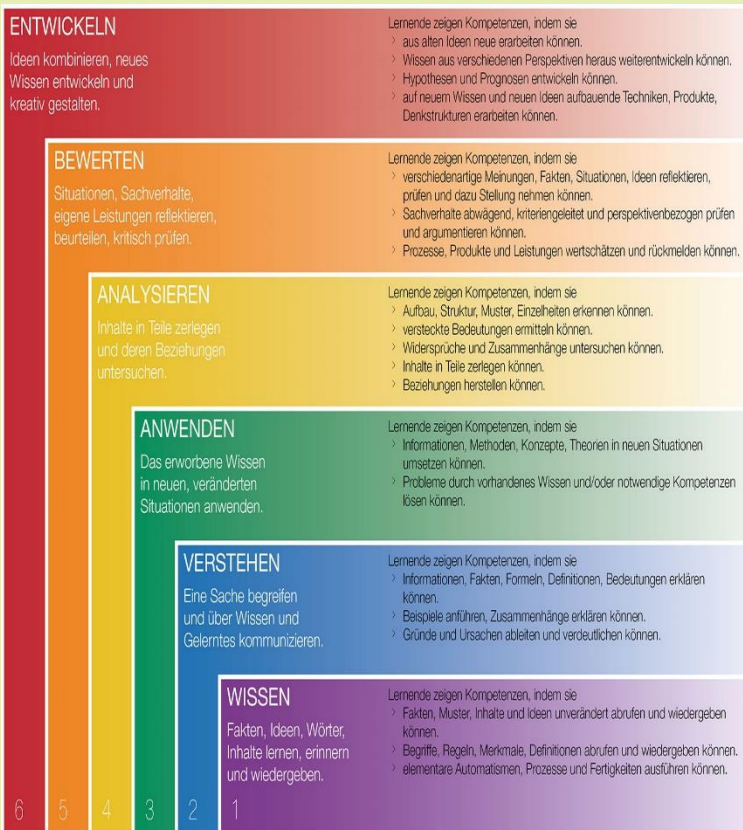 ENTWICKELN
Ideen kombinieren, neues
Wissen entwickeln und
kreativ gestalten.
Lernende zeigen Kompetenzen, indem sie
> aus alten Ideen neue erarbeiten können.
> Wissen aus verschiedenen Perspektiven heraus weiterentwickeln können.
> Hypothesen und Prognosen entwickeln können.
> auf neuem Wissen und neuen Ideen aufbauende Techniken, Produkte,
Denkstrukturen erarbeiten können.
BEWERTEN
Situationen, Sachverhalte,
eigene Leistungen reflektieren,
beurteilen, kritisch prüfen.
Lernende zeigen Kompetenzen, indem sie
> verschiedenartige Meinungen, Fakten, Situationen, Ideen reflektieren,
prüfen und dazu Stellung nehmen können.
> Sachverhalte abwägend, kriteriengeleitet und perspektivenbezogen prüfen
und argumentieren können.
> Prozesse, Produkte und Leistungen wertschätzen und rückmelden können.
ANALYSIEREN
Inhalte in Teile zerlegen
und deren Beziehungen
untersuchen.
Lernende zeigen Kompetenzen, indem sie
> Aufbau, Struktur, Muster, Einzelheiten erkennen können.
> versteckte Bedeutungen ermitteln können.
> Widersprüche und Zusammenhänge untersuchen können.
> Inhalte in Teile zerlegen können.
> Beziehungen herstellen können.
ANWENDEN
Das erworbene Wissen
in neuen, veränderten
Situationen anwenden.
Lernende zeigen Kompetenzen, indem sie
> Informationen, Methoden, Konzepte, Theorien in neuen Situationen
umsetzen können.
> Probleme durch vorhandenes Wissen und/oder notwendige Kompetenzen
lösen können.
VERSTEHEN
Eine Sache begreifen
und über Wissen und
Gelerntes kommunizieren.
Lernende zeigen Kompetenzen, indem sie
> Informationen, Fakten, Formeln, Definitionen, Bedeutungen erklären
können.
> Beispiele anführen, Zusammenhänge erklären können.
> Gründe und Ursachen ableiten und verdeutlichen können.
WISSEN
Fakten, Ideen, Wörter,
Inhalte lernen, erinnern
und wiedergeben.
Lernende zeigen Kompetenzen, indem sie
> Fakten, Muster, Inhalte und Ideen unverändert abrufen und wiedergeben
können.
> Begriffe, Regeln, Merkmale, Definitionen abrufen und wiedergeben können.
> elementare Automatismen, Prozesse und Fertigkeiten ausführen können.
6 5 4 3 2 1